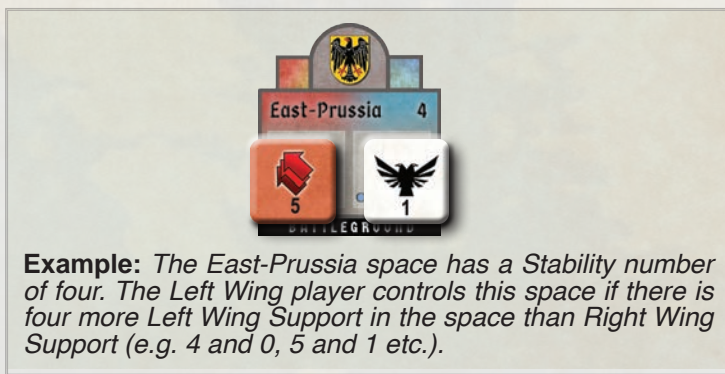 East-Prussia 4
5 1
BATTLEGROUND
Example: The East-Prussia space has a Stability number
of four. The Left Wing player controls this space if there is
four more Left Wing Support in the space than Right Wing
Support (e.g. 4 and 0, 5 and 1 etc.).